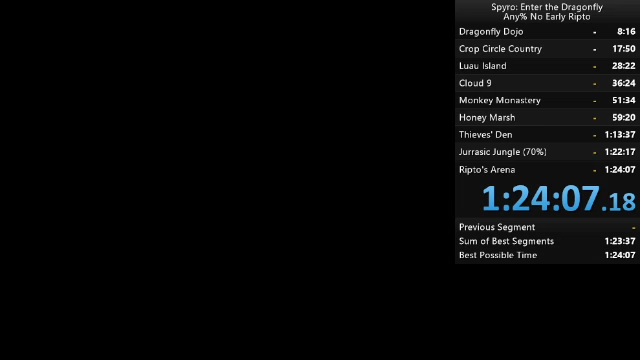 Spyro: Enter the Dragonfly
Any% No Early Ripto
Dragonfly Dojo - 8:16
Crop Circle Country - 17:50
Luau Island - 28:22
Cloud 9 - 36:24
Monkey Monastery - 51:34
Honey Marsh - 59:20
Thieves' Den - 1:13:37
Jurrasic Jungle (70%) - 1:22:17
Ripto's Arena - 1:24:07
1:24:07.18
Previous Segment -
Sum of Best Segments 1:23:37
Best Possible Time 1:24:07